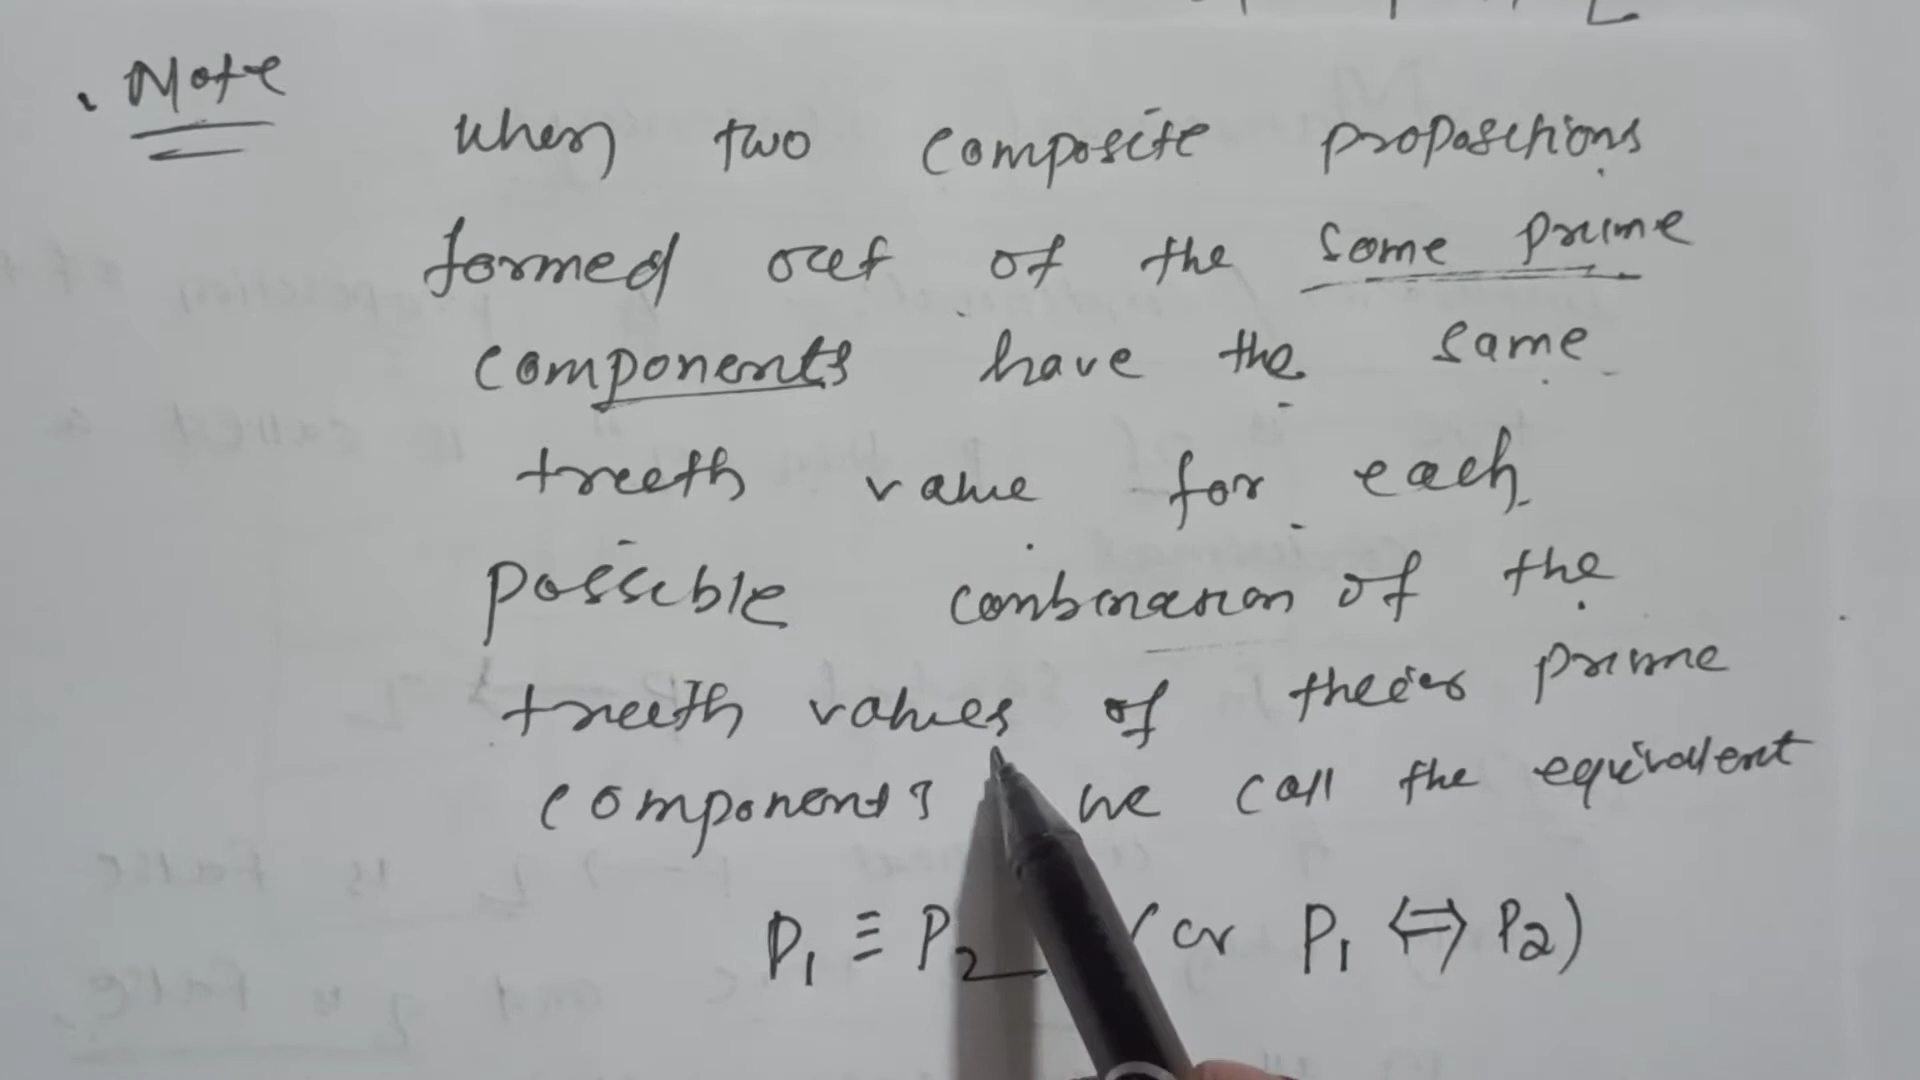 Note
when two composite propositions
formed out of the same prime
components have the same
truth value for each
possible combination of the
truth values of their prime
components we call the equivalent
P₁ ≡ P₂ (or P₁ ⇔ P₂)